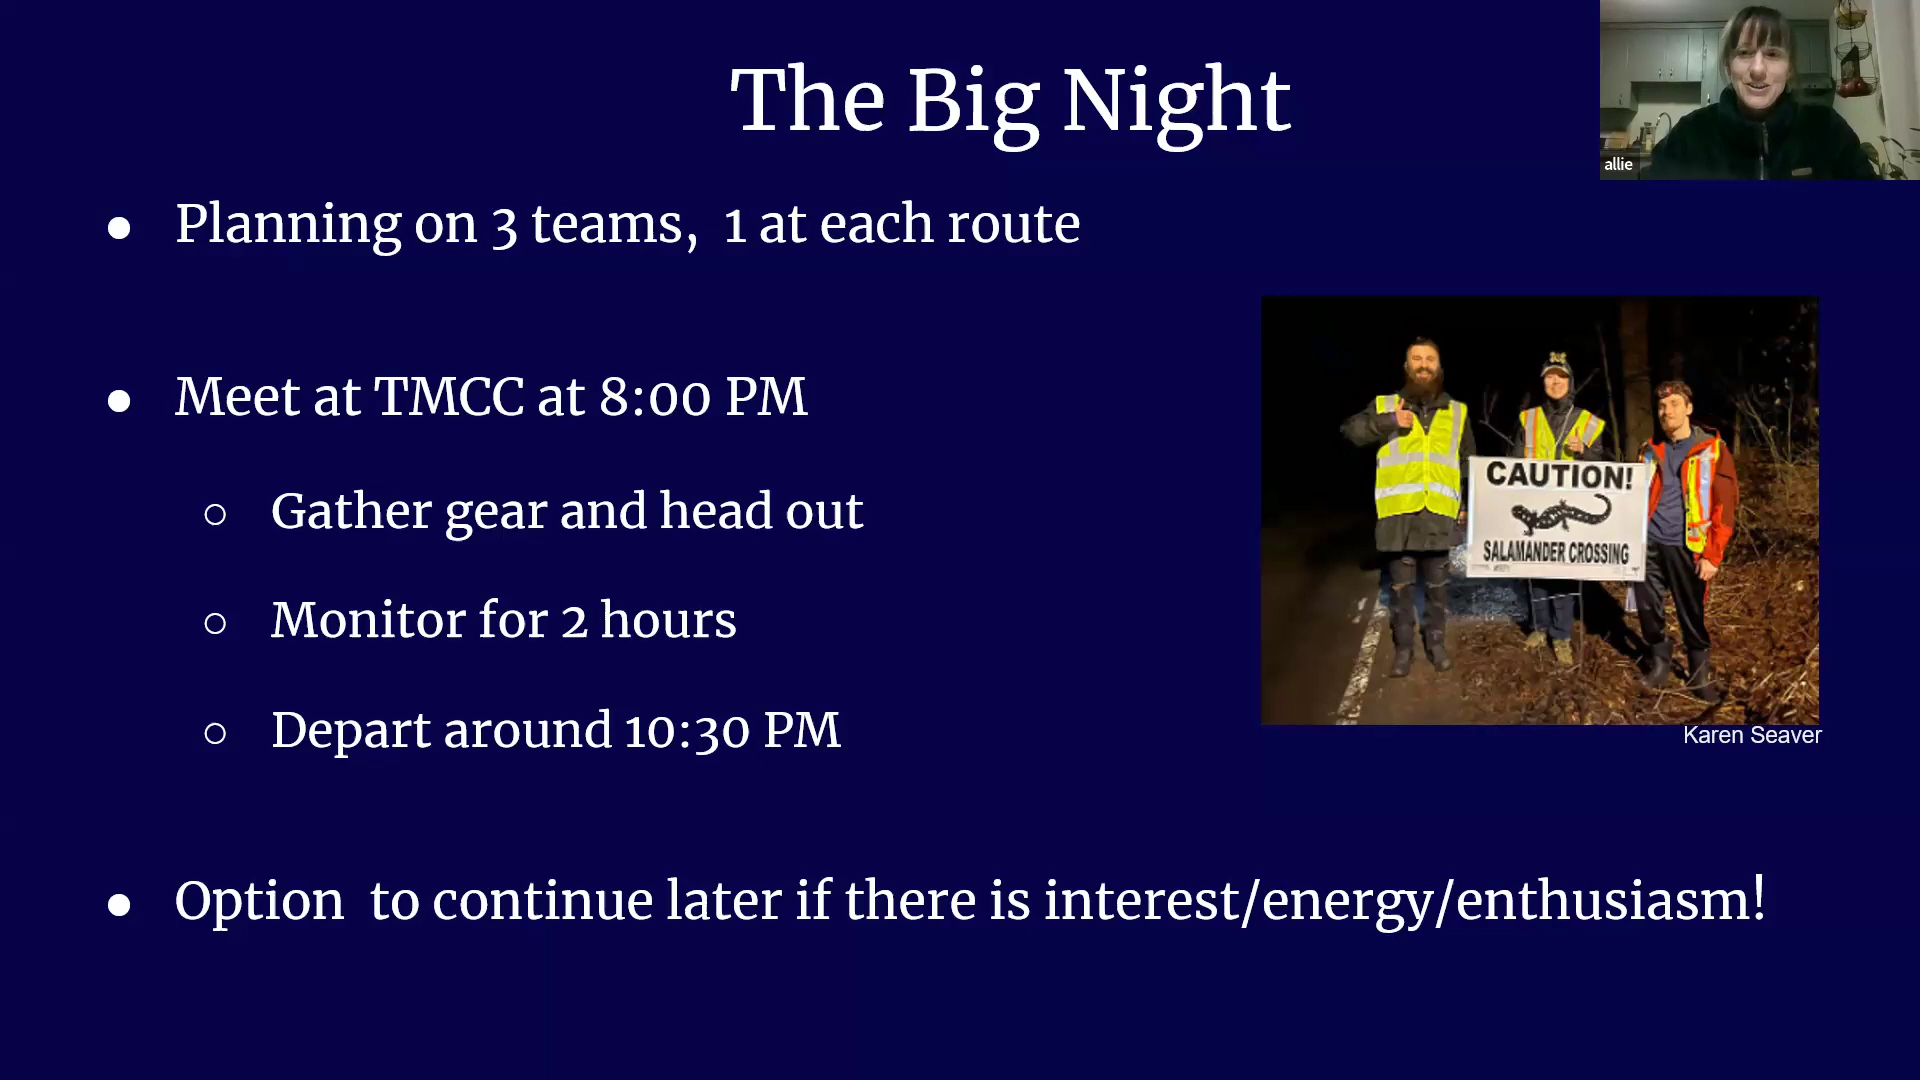 The Big Night
allie
● Planning on 3 teams,  1 at each route
● Meet at TMCC at 8:00 PM
○ Gather gear and head out
○ Monitor for 2 hours
○ Depart around 10:30 PM
CAUTION!
SALAMANDER CROSSING
Karen Seaver
● Option  to continue later if there is interest/energy/enthusiasm!